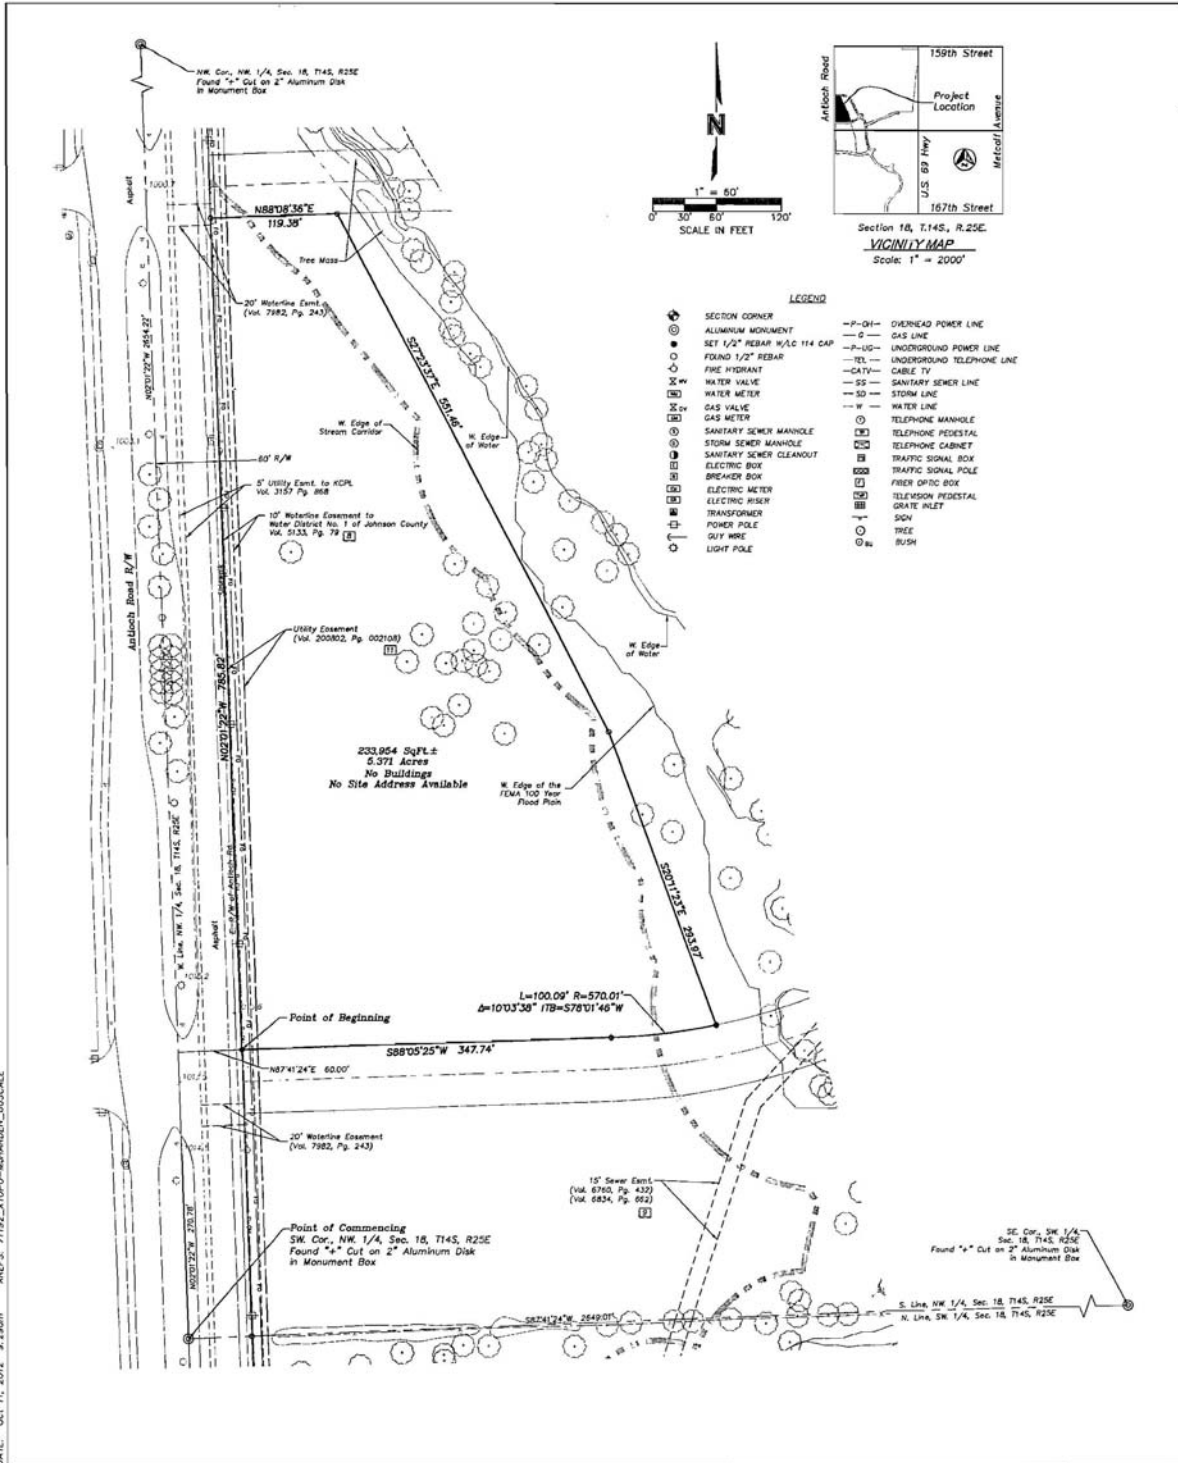 NW. Cor., NW. 1/4, Sec. 18, T14S, R25E
Found "+" Cut on 2" Aluminum Disk
in Monument Box
N
1" = 60'
0' 30' 60' 120'
SCALE IN FEET
159th Street
Antioch Road
Project
Location
U.S. 69 Hwy
Metcalf Avenue
167th Street
Section 18, T.14S., R.25E.
VICINITY MAP
Scale: 1" = 2000'
LEGEND
SECTION CORNER
ALUMINUM MONUMENT
SET 1/2" REBAR W/LC 114 CAP
FOUND 1/2" REBAR
FIRE HYDRANT
WV WATER VALVE
WATER METER
GV GAS VALVE
GAS METER
SANITARY SEWER MANHOLE
STORM SEWER MANHOLE
SANITARY SEWER CLEANOUT
ELECTRIC BOX
BREAKER BOX
ELECTRIC METER
ELECTRIC RISER
TRANSFORMER
POWER POLE
GUY WIRE
LIGHT POLE
—P-OH— OVERHEAD POWER LINE
— G — GAS LINE
—P-UG— UNDERGROUND POWER LINE
—TEL — UNDERGROUND TELEPHONE LINE
—CATV— CABLE TV
— SS — SANITARY SEWER LINE
— SD — STORM LINE
— W — WATER LINE
TELEPHONE MANHOLE
TELEPHONE PEDESTAL
TELEPHONE CABINET
TRAFFIC SIGNAL BOX
TRAFFIC SIGNAL POLE
FIBER OPTIC BOX
TELEVISION PEDESTAL
GRATE INLET
SIGN
TREE
BU BUSH
Asphalt
N88°08'36"E
119.38'
Tree Mass
20' Waterline Esmt.
(Vol. 7982, Pg. 243)
N02°01'22"W 2654.22'
S27°23'37"E 551.46'
W. Edge of
Stream Corridor
W. Edge
of Water
60' R/W
5' Utility Esmt. to KCPL
Vol. 3157 Pg. 868
10' Waterline Easement to
Water District No. 1 of Johnson County
Vol. 5133, Pg. 79 8
Antioch Road R/W
Utility Easement
(Vol. 200802, Pg. 002108)
11
W. Edge
of Water
N02°01'22"W 785.82'
233,954 SqFt.±
5.371 Acres
No Buildings
No Site Address Available
W. Edge of the
FEMA 100 Year
Flood Plain
W. Line, NW. 1/4, Sec. 18, T14S, R25E
E. R/W of Antioch Rd.
Asphalt
S20°11'23"E 293.97'
L=100.09' R=570.01'
Δ=10°03'38" ITB=S78°01'46"W
Point of Beginning
S88°05'25"W 347.74'
N87°41'24"E 60.00'
20' Waterline Easement
(Vol. 7982, Pg. 243)
15' Sewer Esmt.
(Vol. 6760, Pg. 432)
(Vol. 6834, Pg. 662)
9
N02°01'22"W 270.78'
Point of Commencing
SW. Cor., NW. 1/4, Sec. 18, T14S, R25E
Found "+" Cut on 2" Aluminum Disk
in Monument Box
SE. Cor., SW. 1/4,
Sec. 18, T14S, R25E
Found "+" Cut on 2" Aluminum Disk
in Monument Box
S. Line, NW. 1/4, Sec. 18, T14S, R25E
N. Line, SW. 1/4, Sec. 18, T14S, R25E
S87°41'24"W 2649.01'